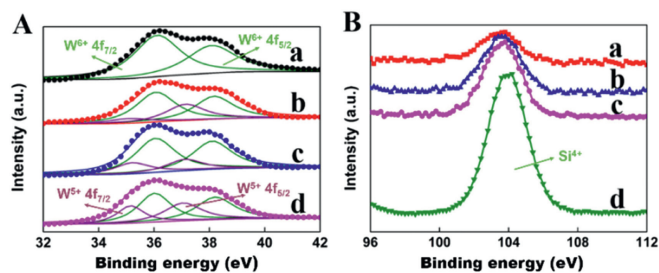 A
W6+ 4f7/2
W6+ 4f5/2
a
b
c
W5+ 4f7/2
W5+ 4f5/2
d
Intensity (a.u.)
32 34 36 38 40 42
Binding energy (eV)
B
a
b
c
Si4+
d
Intensity (a.u.)
96 100 104 108 112
Binding energy (eV)